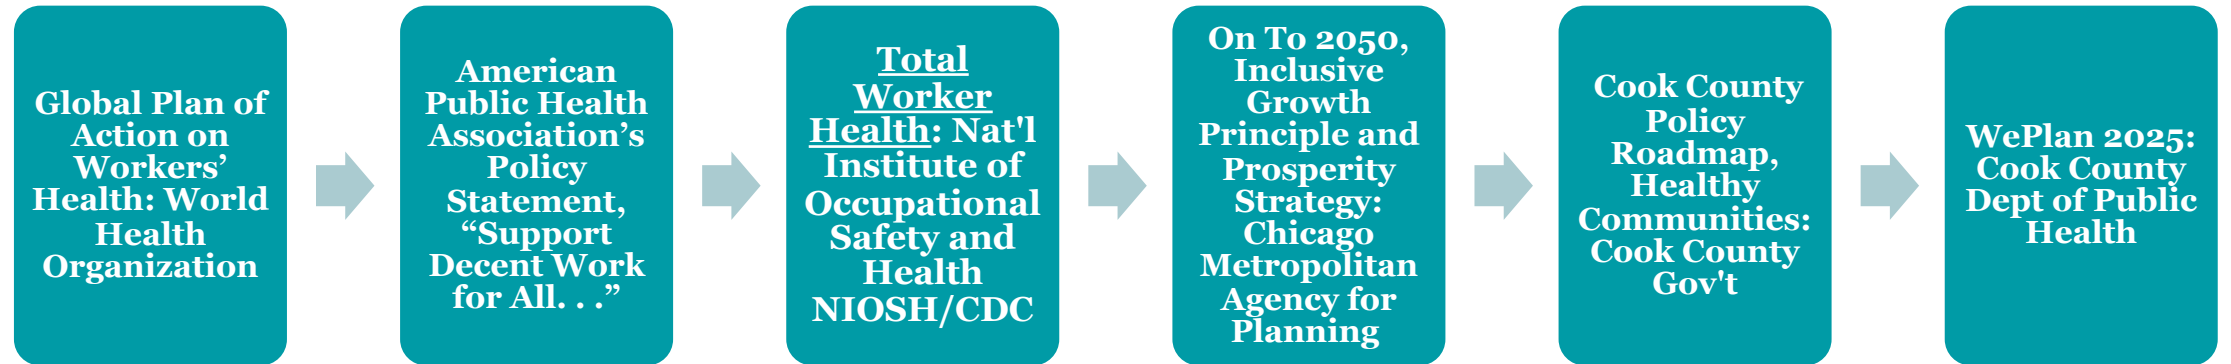 Global Plan of
Action on
Workers’
Health: World
Health
Organization
American
Public Health
Association’s
Policy
Statement,
“Support
Decent Work
for All. . .”
Total
Worker
Health: Nat'l
Institute of
Occupational
Safety and
Health
NIOSH/CDC
On To 2050,
Inclusive
Growth
Principle and
Prosperity
Strategy:
Chicago
Metropolitan
Agency for
Planning
Cook County
Policy
Roadmap,
Healthy
Communities:
Cook County
Gov't
WePlan 2025:
Cook County
Dept of Public
Health